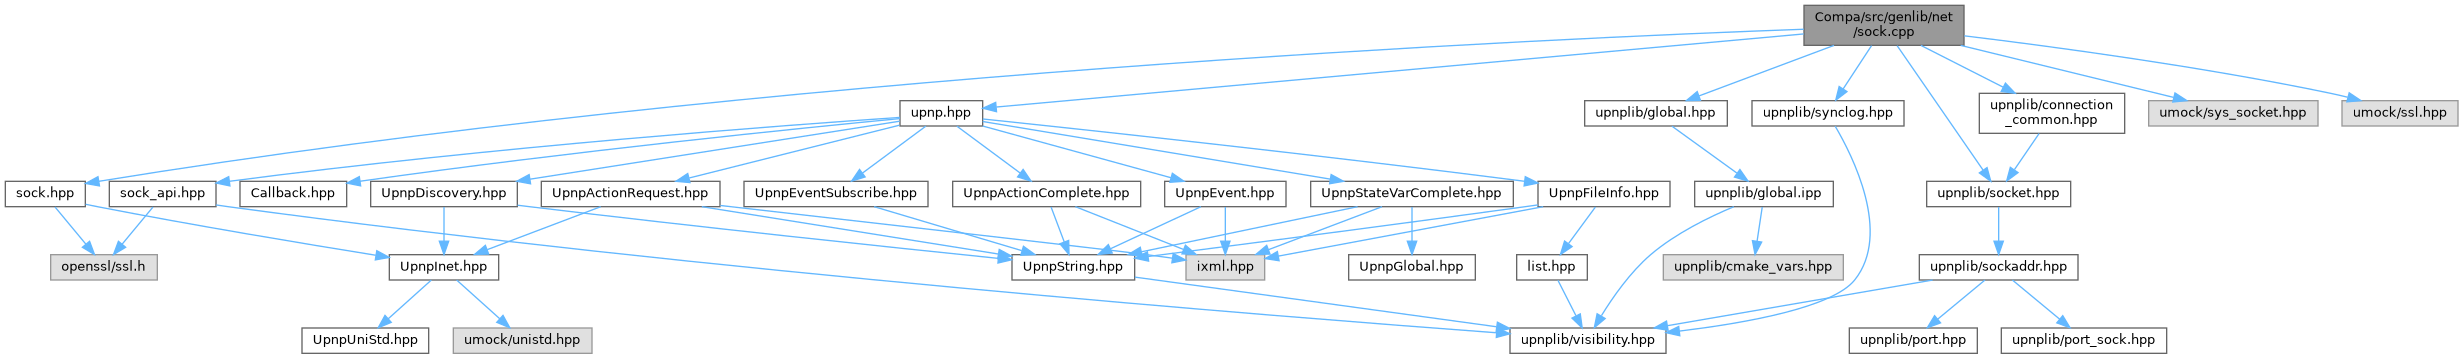 Compa/src/genlib/net
/sock.cpp
upnp.hpp
upnplib/global.hpp
upnplib/synclog.hpp
upnplib/connection
_common.hpp
umock/sys_socket.hpp
umock/ssl.hpp
sock.hpp
sock_api.hpp
Callback.hpp
UpnpDiscovery.hpp
UpnpActionRequest.hpp
UpnpEventSubscribe.hpp
UpnpActionComplete.hpp
UpnpEvent.hpp
UpnpStateVarComplete.hpp
UpnpFileInfo.hpp
upnplib/global.ipp
upnplib/socket.hpp
openssl/ssl.h
UpnpInet.hpp
UpnpString.hpp
ixml.hpp
UpnpGlobal.hpp
list.hpp
upnplib/cmake_vars.hpp
upnplib/sockaddr.hpp
UpnpUniStd.hpp
umock/unistd.hpp
upnplib/visibility.hpp
upnplib/port.hpp
upnplib/port_sock.hpp